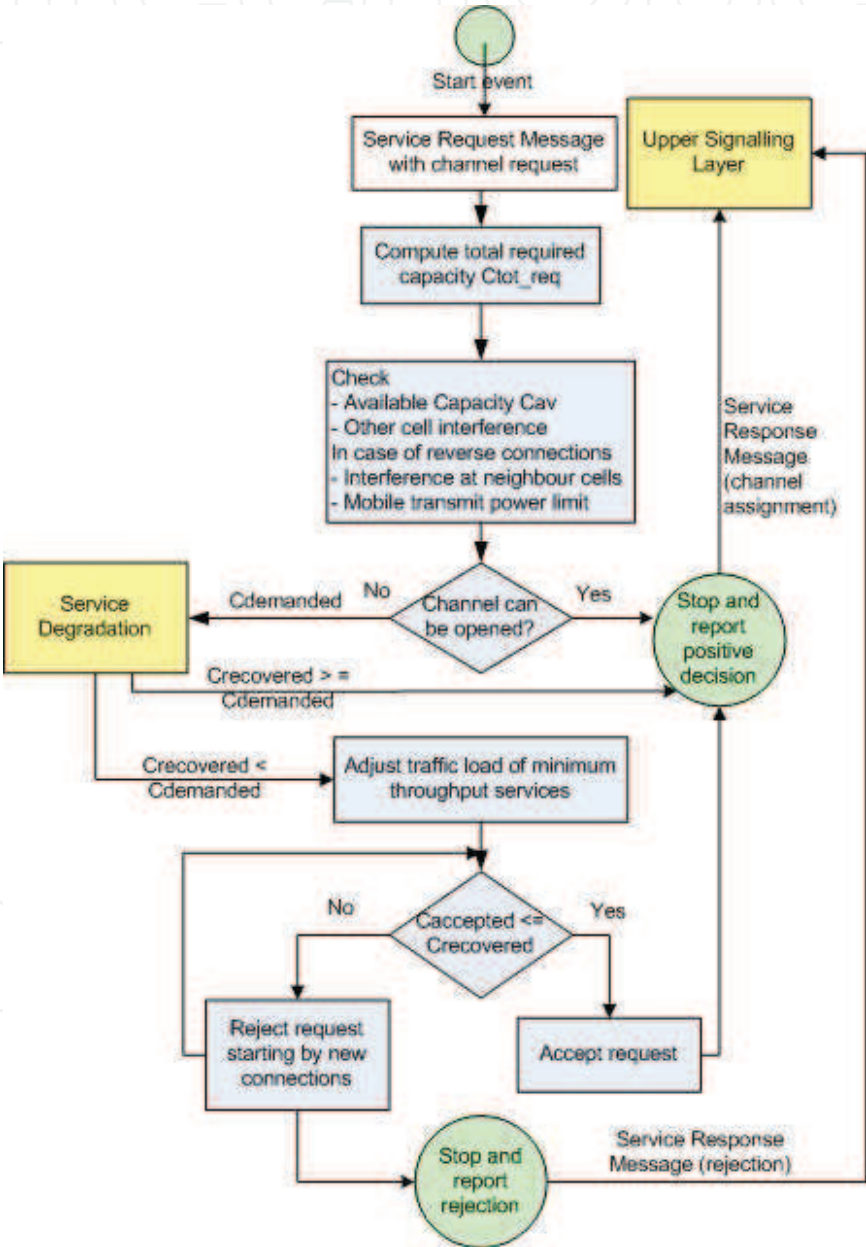 Start event
Service Request Message
with channel request
Upper Signalling
Layer
Compute total required
capacity Ctot_req
Check
- Available Capacity Cav
- Other cell interference
In case of reverse connections
- Interference at neighbour cells
- Mobile transmit power limit
Service
Response
Message
(channel
assignment)
Service
Degradation
Cdemanded
No
Channel can
be opened?
Yes
Stop and
report
positive
decision
Crecovered > =
Cdemanded
Crecovered <
Cdemanded
Adjust traffic load of minimum
throughput services
No
Caccepted <=
Crecovered
Yes
Reject request
starting by new
connections
Accept request
Stop and
report
rejection
Service Response
Message (rejection)